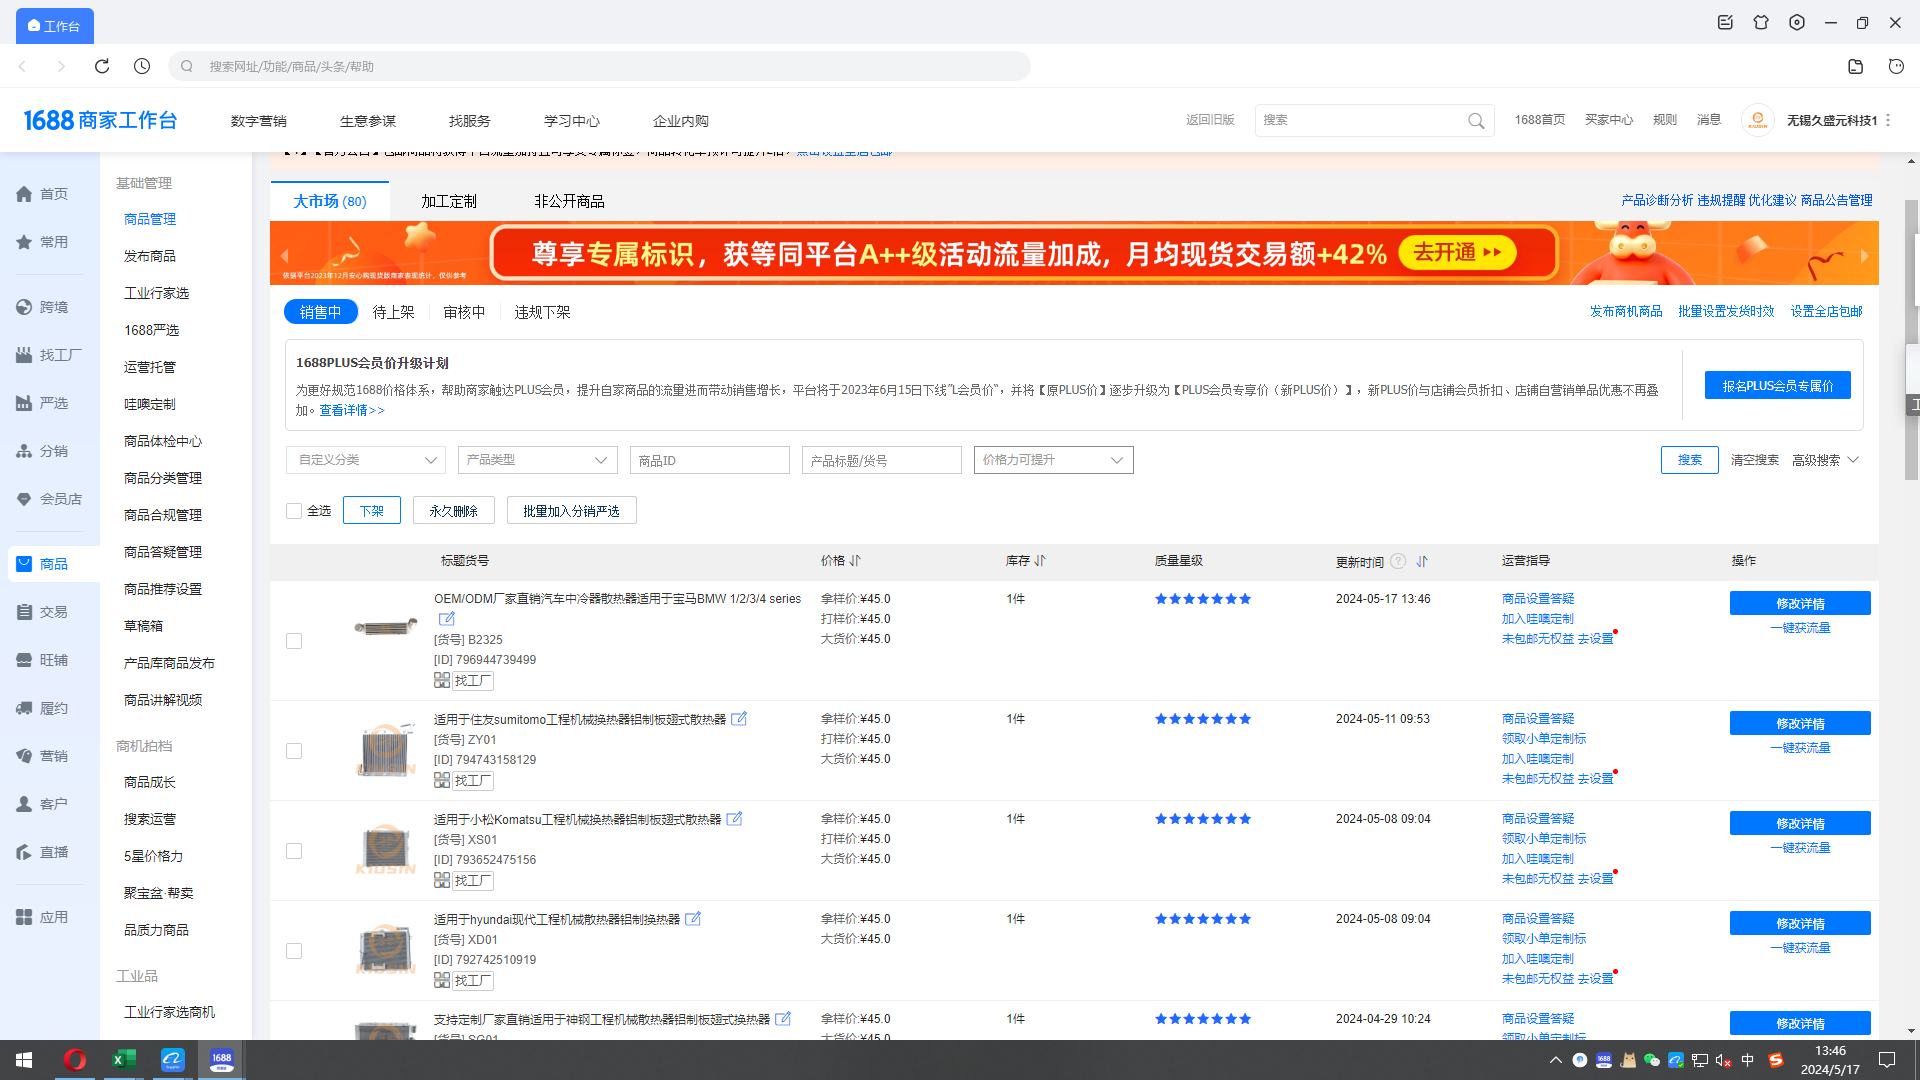 工作台
搜索网址/功能/商品/头条/帮助
1688商家工作台
数字营销
生意参谋
找服务
学习中心
企业内购
返回旧版
搜索
1688首页
买家中心
规则
消息
无锡久盛元科技1
首页
常用
跨境
找工厂
严选
分销
会员店
商品
交易
旺铺
履约
营销
客户
直播
应用
基础管理
商品管理
发布商品
工业行家选
1688严选
运营托管
哇噢定制
商品体检中心
商品分类管理
商品合规管理
商品答疑管理
商品推荐设置
草稿箱
产品库商品发布
商品讲解视频
商机拍档
商品成长
搜索运营
5星价格力
聚宝盆·帮卖
品质力商品
工业品
工业行家选商机
大市场 (80)
加工定制
非公开商品
产品诊断分析 违规提醒 优化建议 商品公告管理
尊享专属标识，获等同平台A++级活动流量加成，月均现货交易额+42%
去开通
依据平台2023年12月安心购现货版商家表现统计，仅供参考
销售中
待上架
审核中
违规下架
发布商机商品
批量设置发货时效
设置全店包邮
1688PLUS会员价升级计划
为更好规范1688价格体系，帮助商家触达PLUS会员，提升自家商品的流量进而带动销售增长，平台将于2023年6月15日下线"L会员价"，并将【原PLUS价】逐步升级为【PLUS会员专享价（新PLUS价）】，新PLUS价与店铺会员折扣、店铺自营销单品优惠不再叠
加。查看详情>>
报名PLUS会员专属价
自定义分类
产品类型
商品ID
产品标题/货号
价格力可提升
搜索
清空搜索
高级搜索
全选
下架
永久删除
批量加入分销严选
标题货号
价格
库存
质量星级
更新时间
运营指导
操作
OEM/ODM厂家直销汽车中冷器散热器适用于宝马BMW 1/2/3/4 series
[货号] B2325
[ID] 796944739499
找工厂
拿样价:¥45.0
打样价:¥45.0
大货价:¥45.0
1件
2024-05-17 13:46
商品设置答疑
加入哇噢定制
未包邮无权益 去设置
修改详情
一键获流量
适用于住友sumitomo工程机械换热器铝制板翅式散热器
[货号] ZY01
[ID] 794743158129
找工厂
拿样价:¥45.0
打样价:¥45.0
大货价:¥45.0
1件
2024-05-11 09:53
商品设置答疑
领取小单定制标
加入哇噢定制
未包邮无权益 去设置
修改详情
一键获流量
适用于小松Komatsu工程机械换热器铝制板翅式散热器
[货号] XS01
[ID] 793652475156
找工厂
拿样价:¥45.0
打样价:¥45.0
大货价:¥45.0
1件
2024-05-08 09:04
商品设置答疑
领取小单定制标
加入哇噢定制
未包邮无权益 去设置
修改详情
一键获流量
适用于hyundai现代工程机械散热器铝制换热器
[货号] XD01
[ID] 792742510919
找工厂
拿样价:¥45.0
大货价:¥45.0
1件
2024-05-08 09:04
商品设置答疑
领取小单定制标
加入哇噢定制
未包邮无权益 去设置
修改详情
一键获流量
支持定制厂家直销适用于神钢工程机械散热器铝制板翅式换热器
拿样价:¥45.0
1件
2024-04-29 10:24
商品设置答疑
修改详情
中
13:46
2024/5/17